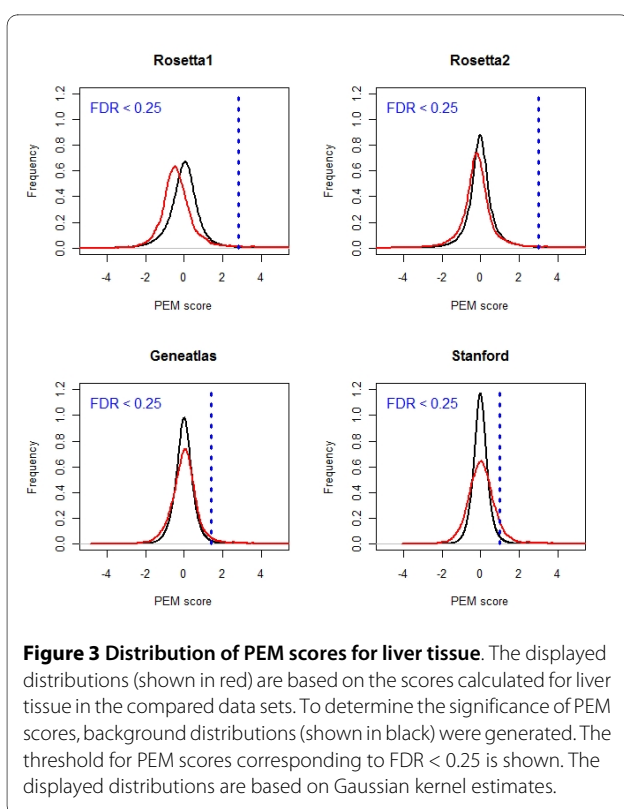 Rosetta1
Rosetta2
FDR < 0.25
FDR < 0.25
Frequency
0.0 0.2 0.4 0.6 0.8 1.0 1.2
-4 -2 0 2 4
PEM score
Frequency
0.0 0.2 0.4 0.6 0.8 1.0 1.2
-4 -2 0 2 4
PEM score
Geneatlas
Stanford
FDR < 0.25
FDR < 0.25
Frequency
0.0 0.2 0.4 0.6 0.8 1.0 1.2
-4 -2 0 2 4
PEM score
Frequency
0.0 0.2 0.4 0.6 0.8 1.0 1.2
-4 -2 0 2 4
PEM score
Figure 3 Distribution of PEM scores for liver tissue. The displayed
distributions (shown in red) are based on the scores calculated for liver
tissue in the compared data sets. To determine the significance of PEM
scores, background distributions (shown in black) were generated. The
threshold for PEM scores corresponding to FDR < 0.25 is shown. The
displayed distributions are based on Gaussian kernel estimates.